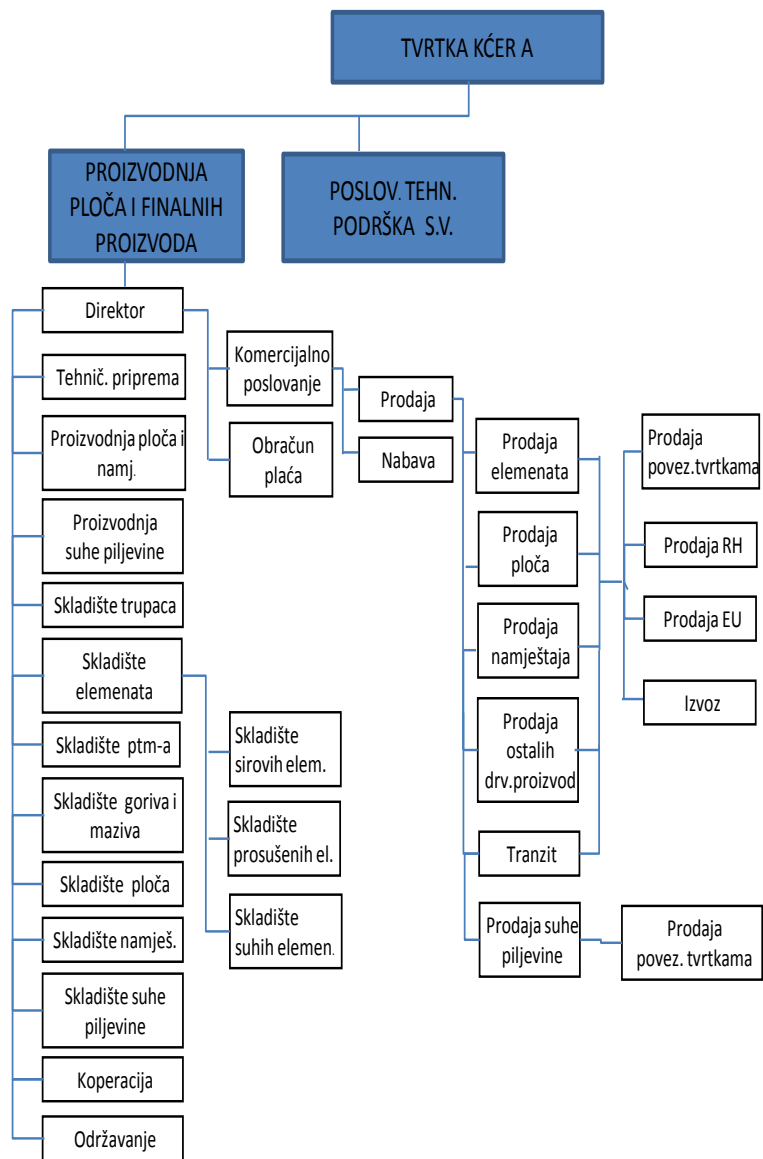 TVRTKA KĆER A
PROIZVODNJA
PLOČA I FINALNIH
PROIZVODA
POSLOV. TEHN.
PODRŠKA S.V.
Direktor
Tehnič. priprema
Proizvodnja ploča i
namj.
Proizvodnja
suhe piljevine
Skladište trupaca
Skladište
elemenata
Skladište ptm-a
Skladište goriva i
maziva
Skladište ploča
Skladište namješ.
Skladište suhe
piljevine
Koperacija
Održavanje
Komercijalno
poslovanje
Obračun
plaća
Skladište
sirovih elem.
Skladište
prosušenih el.
Skladište
suhih elemen.
Prodaja
Nabava
Prodaja
elemenata
Prodaja
ploča
Prodaja
namještaja
Prodaja
ostalih
drv.proizvod
Tranzit
Prodaja suhe
piljevine
Prodaja
povez.tvrtkama
Prodaja RH
Prodaja EU
Izvoz
Prodaja
povez. tvrtkama